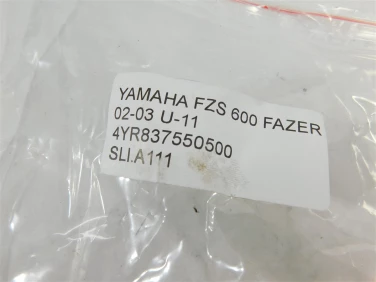 YAMAHA FZS 600 FAZER
02-03 U-11
4YR837550500
SLI.A111